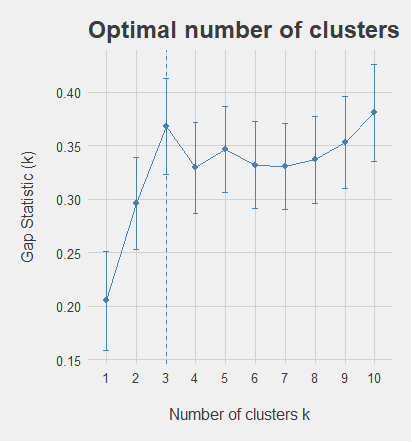 Optimal number of clusters
Gap Statistic (k)
0.40
0.35
0.30
0.25
0.20
0.15
1 2 3 4 5 6 7 8 9 10
Number of clusters k